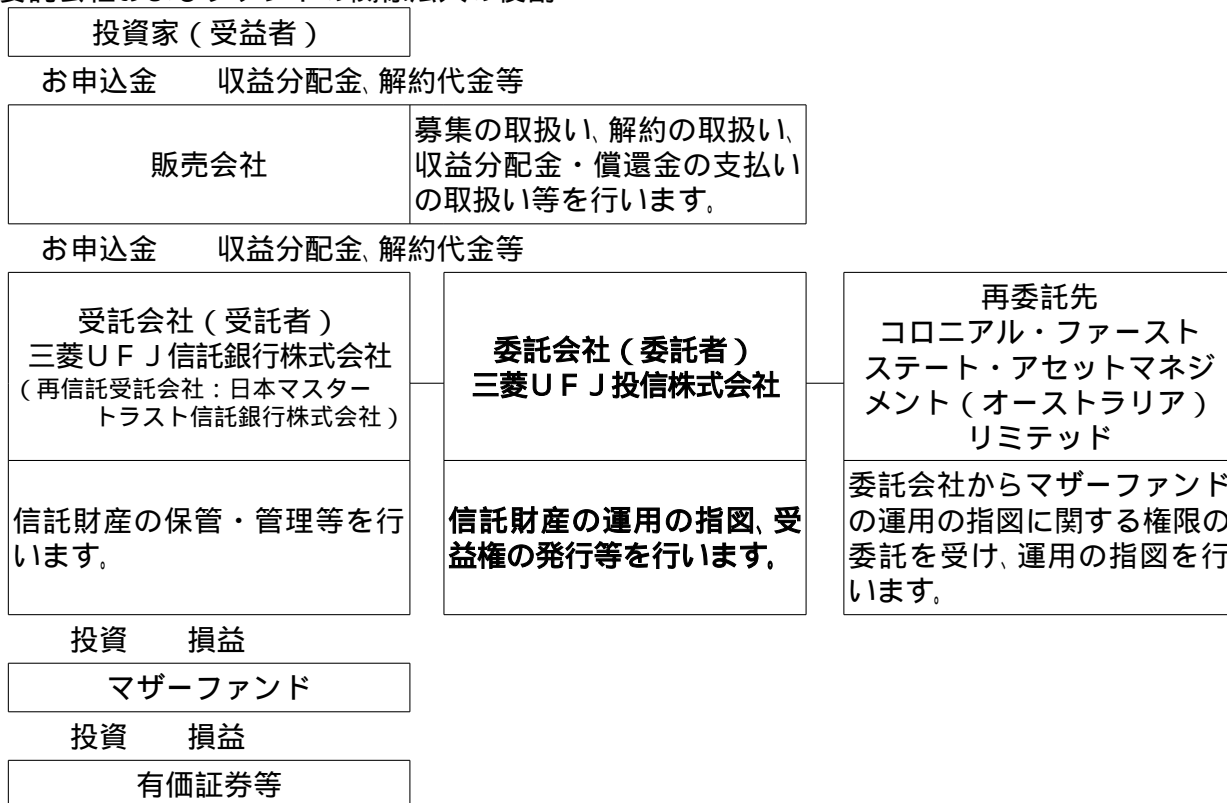 投資家（受益者）
お申込金　収益分配金、解約代金等
販売会社
募集の取扱い、解約の取扱い、
収益分配金・償還金の支払い
の取扱い等を行います。
お申込金　収益分配金、解約代金等
受託会社（受託者）
三菱ＵＦＪ信託銀行株式会社
（再信託受託会社：日本マスター
トラスト信託銀行株式会社）
信託財産の保管・管理等を行
います。
委託会社（委託者）
三菱ＵＦＪ投信株式会社
信託財産の運用の指図、受
益権の発行等を行います。
再委託先
コロニアル・ファースト
ステート・アセットマネジ
メント（オーストラリア）
リミテッド
委託会社からマザーファンド
の運用の指図に関する権限の
委託を受け、運用の指図を行
います。
投資　損益
マザーファンド
投資　損益
有価証券等